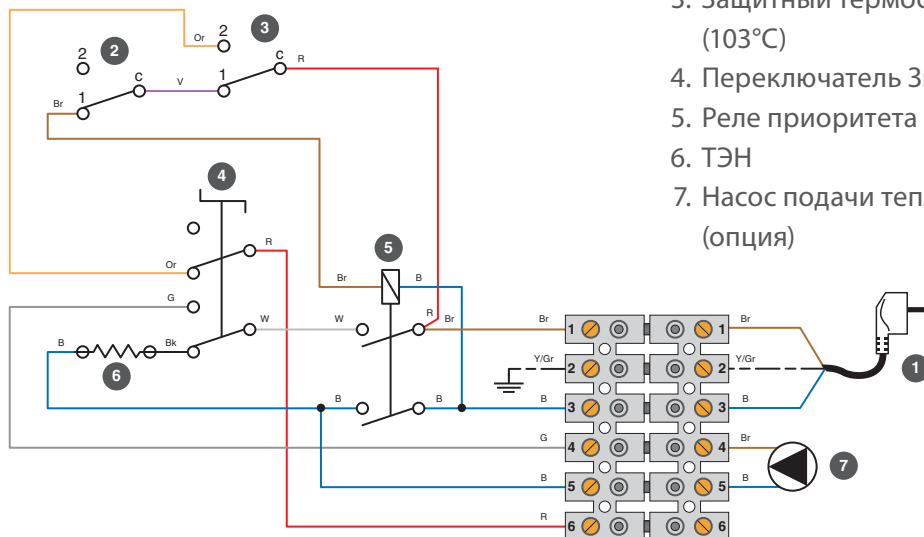 3. Защитный термос
(103°C)
4. Переключатель З
5. Реле приоритета
6. ТЭН
7. Насос подачи теп
(опция)
Or 2 3
2 2
C R
1 C V 1
Br
4
R
Or
5
G
Br B
R
W W Br Br 1 1 Br
B Bk
6
Y/Gr 2 2 Y/Gr
1
B B B 3 3 B
G 4 4 Br
7
B 5 5 B
R 6 6